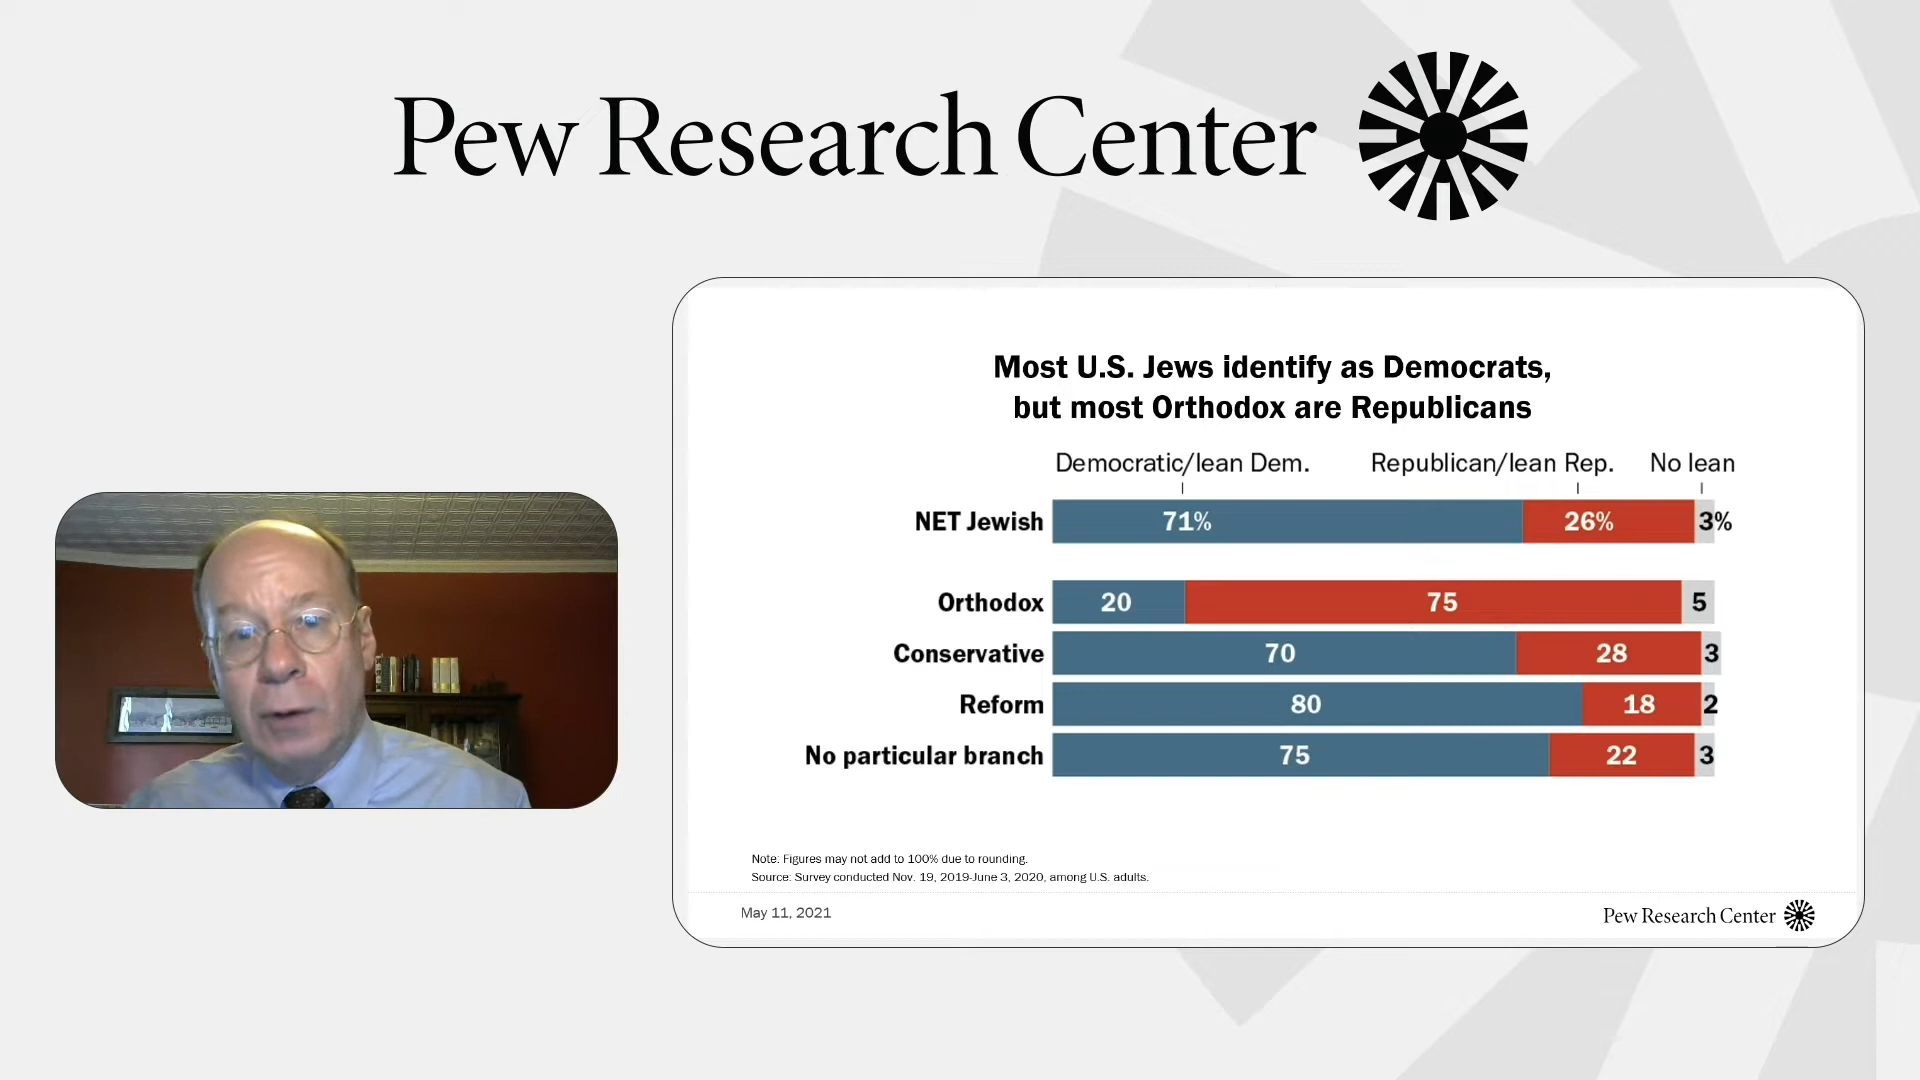 Pew Research Center
Most U.S. Jews identify as Democrats,
but most Orthodox are Republicans
Democratic/lean Dem. Republican/lean Rep. No lean
NET Jewish 71% 26% 3%
Orthodox 20 75 5
Conservative 70 28 3
Reform 80 18 2
No particular branch 75 22 3
Note: Figures may not add to 100% due to rounding.
Source: Survey conducted Nov. 19, 2019-June 3, 2020, among U.S. adults.
May 11, 2021
Pew Research Center